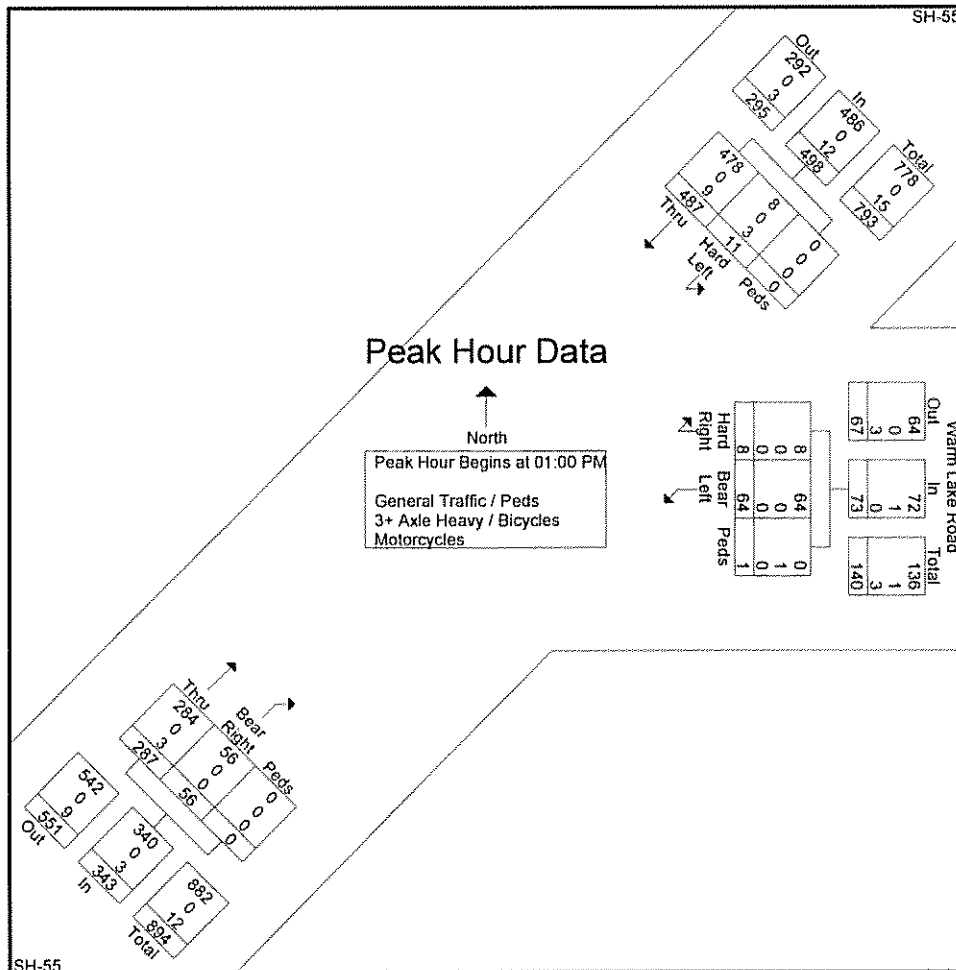 SH-55
Out
292
0
3
295
In
486
0
12
498
Total
778
0
15
793
478
0
9
487
Thru
8
0
3
11
Hard
Left
0
0
0
0
Peds
Peak Hour Data
North
Peak Hour Begins at 01:00 PM
General Traffic / Peds
3+ Axle Heavy / Bicycles
Motorcycles
Warm Lake Road
Out
64
0
3
67
In
72
1
0
73
Total
136
1
3
140
8
0
0
8
Hard
Right
64
0
0
64
Bear
Left
0
1
0
1
Peds
Thru
284
0
3
287
Bear
Right
56
0
0
56
Peds
0
0
0
0
542
0
9
551
Out
340
0
3
343
In
882
0
12
894
Total
SH-55